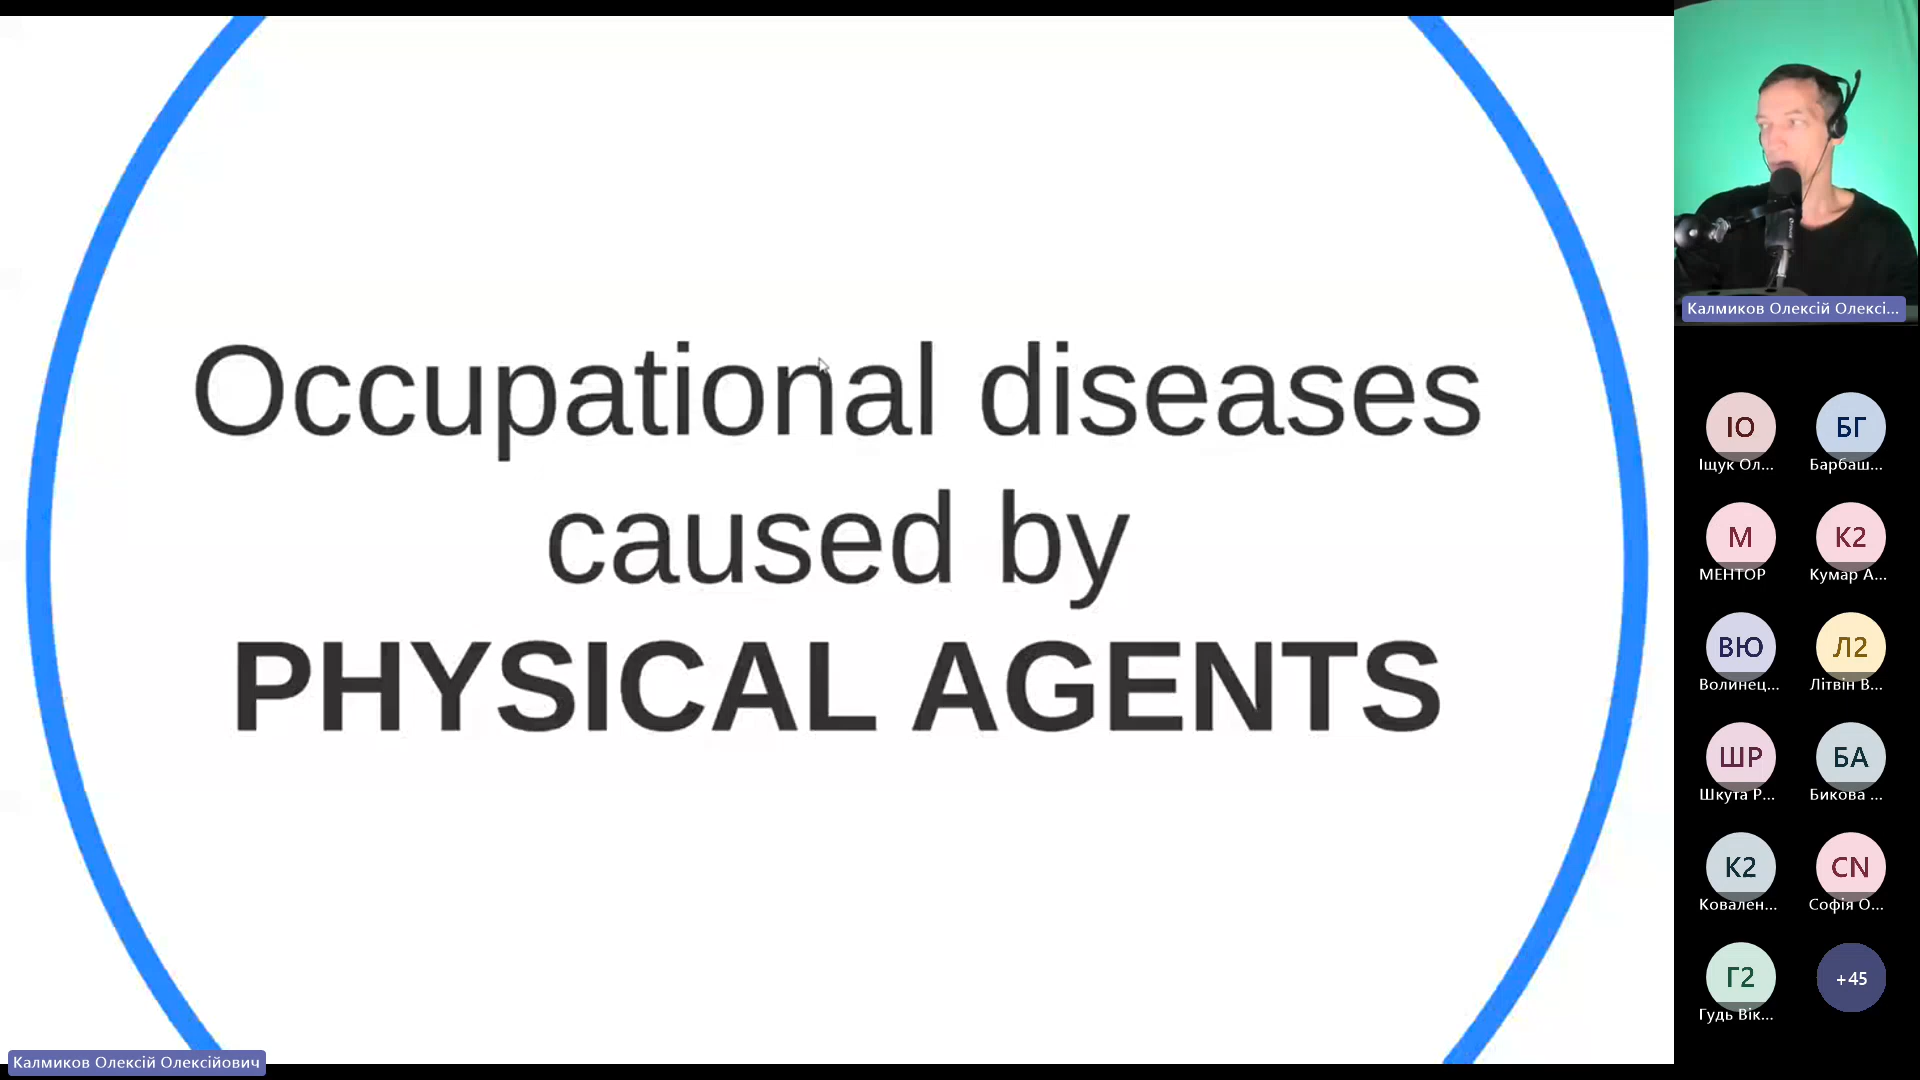 Occupational diseases
caused by
PHYSICAL AGENTS
Калмиков Олексій Олексійович
Калмиков Олексій Олексі...
ІО
Іщук Ол...
БГ
Барбаш...
М
МЕНТОР
К2
Кумар А...
ВЮ
Волинец...
Л2
Літвін В...
ШР
Шкута Р...
БА
Бикова ...
К2
Ковален...
CN
Софія О...
Г2
Гудь Вік...
+45